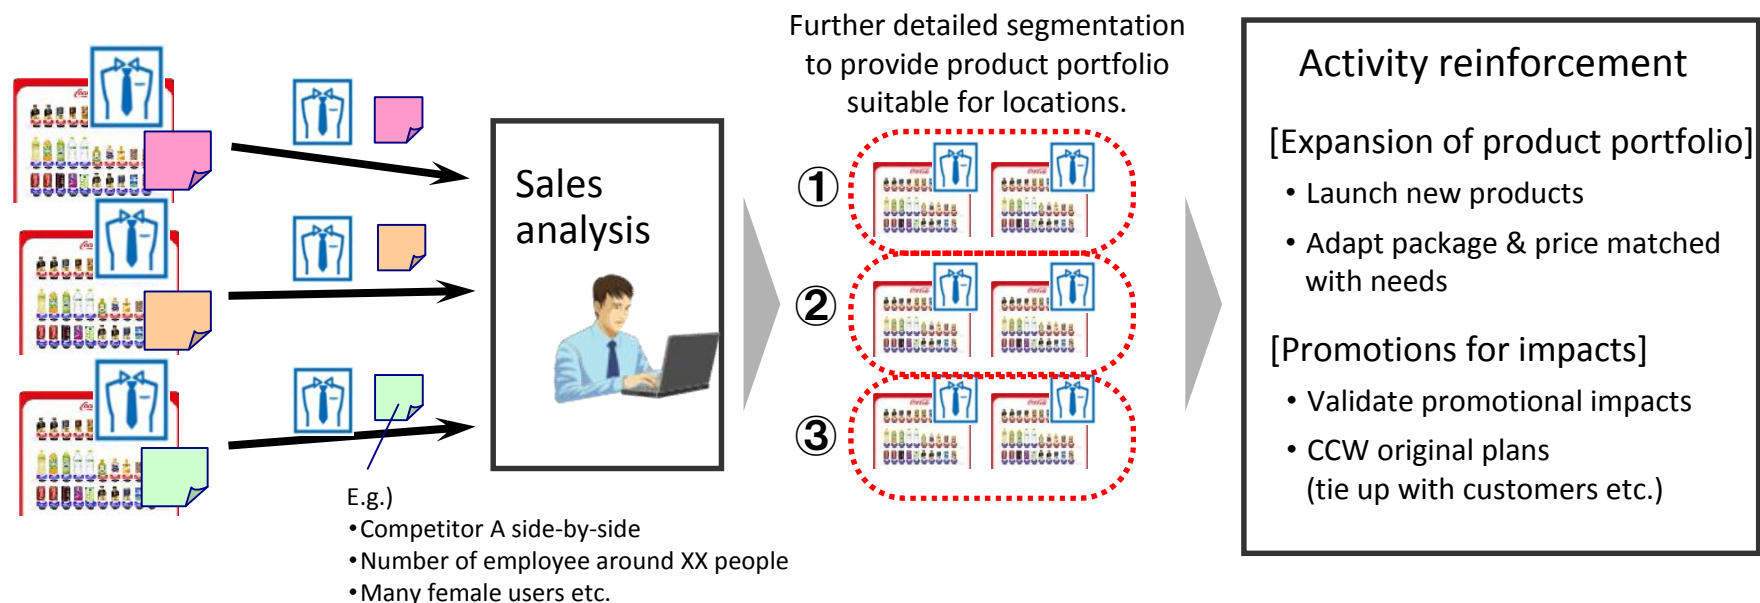 Further detailed segmentation
to provide product portfolio
suitable for locations.
Sales
analysis
E.g.)
•Competitor A side-by-side
•Number of employee around XX people
•Many female users etc.
①
②
③
Activity reinforcement
[Expansion of product portfolio]
• Launch new products
• Adapt package & price matched
with needs
[Promotions for impacts]
• Validate promotional impacts
• CCW original plans
(tie up with customers etc.)